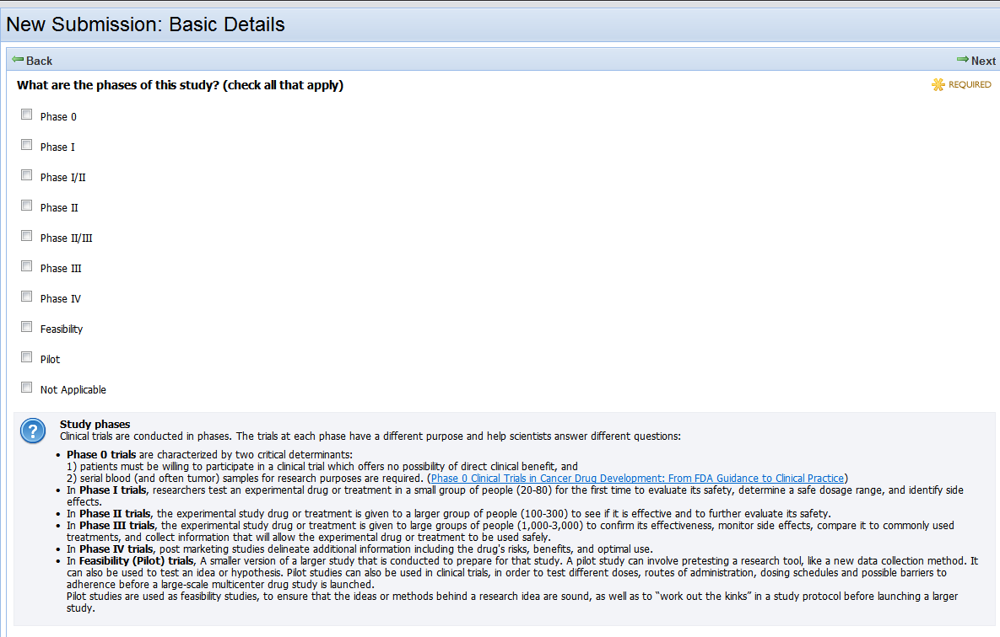 New Submission: Basic Details
Back
Next
What are the phases of this study? (check all that apply)
REQUIRED
Phase 0
Phase I
Phase I/II
Phase II
Phase II/III
Phase III
Phase IV
Feasibility
Pilot
Not Applicable
?
Study phases
Clinical trials are conducted in phases. The trials at each phase have a different purpose and help scientists answer different questions:
• Phase 0 trials are characterized by two critical determinants:
1) patients must be willing to participate in a clinical trial which offers no possibility of direct clinical benefit, and
2) serial blood (and often tumor) samples for research purposes are required. (Phase 0 Clinical Trials in Cancer Drug Development: From FDA Guidance to Clinical Practice)
• In Phase I trials, researchers test an experimental drug or treatment in a small group of people (20-80) for the first time to evaluate its safety, determine a safe dosage range, and identify side
effects.
• In Phase II trials, the experimental study drug or treatment is given to a larger group of people (100-300) to see if it is effective and to further evaluate its safety.
• In Phase III trials, the experimental study drug or treatment is given to large groups of people (1,000-3,000) to confirm its effectiveness, monitor side effects, compare it to commonly used
treatments, and collect information that will allow the experimental drug or treatment to be used safely.
• In Phase IV trials, post marketing studies delineate additional information including the drug's risks, benefits, and optimal use.
• In Feasibility (Pilot) trials, A smaller version of a larger study that is conducted to prepare for that study. A pilot study can involve pretesting a research tool, like a new data collection method. It
can also be used to test an idea or hypothesis. Pilot studies can also be used in clinical trials, in order to test different doses, routes of administration, dosing schedules and possible barriers to
adherence before a large-scale multicenter drug study is launched.
Pilot studies are used as feasibility studies, to ensure that the ideas or methods behind a research idea are sound, as well as to “work out the kinks” in a study protocol before launching a larger
study.